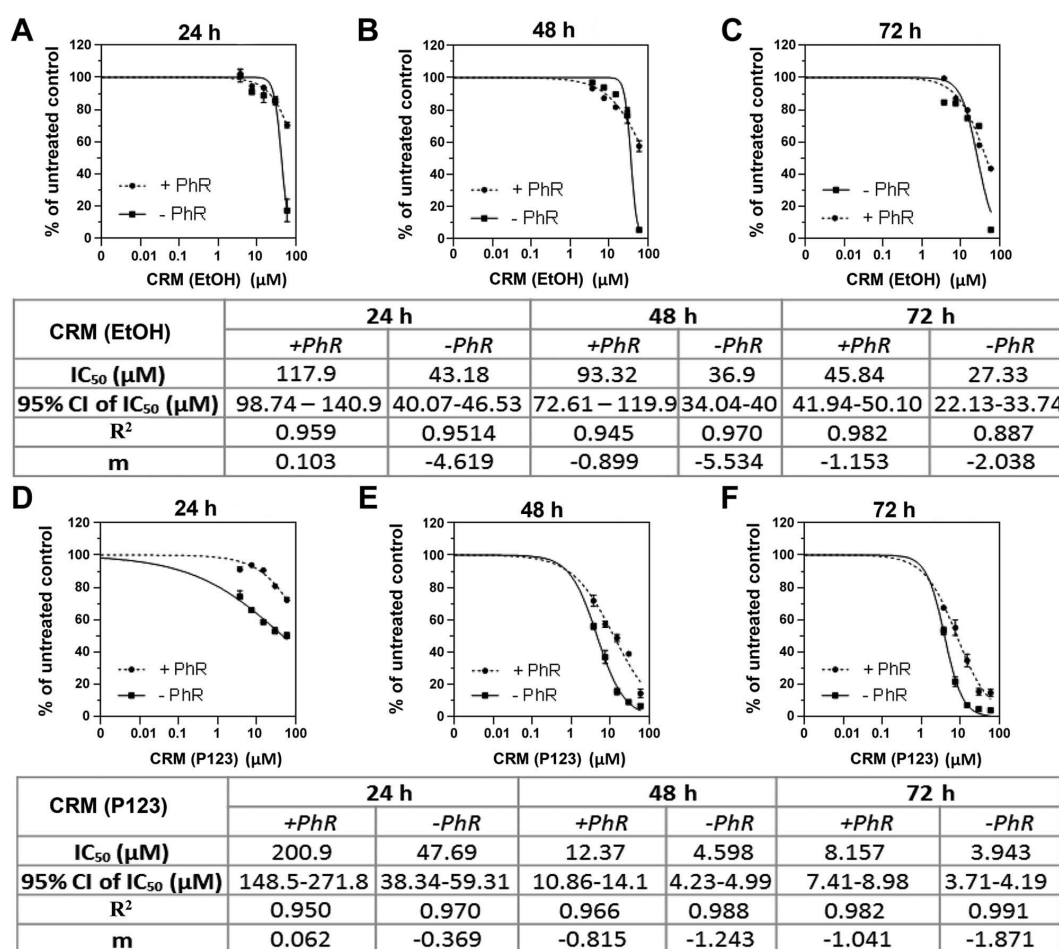 A
24 h
B
48 h
C
72 h
% of untreated control
120
100
80
60
40
20
0
+ PhR
- PhR
0 0.01 0.1 1 10 100
CRM (EtOH) (µM)
% of untreated control
120
100
80
60
40
20
0
+ PhR
- PhR
0 0.01 0.1 1 10 100
CRM (EtOH) (µM)
% of untreated control
120
100
80
60
40
20
0
- PhR
+ PhR
0 0.01 0.1 1 10 100
CRM (EtOH) (µM)
CRM (EtOH) 24 h 48 h 72 h
+PhR -PhR +PhR -PhR +PhR -PhR
IC₅₀ (µM) 117.9 43.18 93.32 36.9 45.84 27.33
95% CI of IC₅₀ (µM) 98.74 – 140.9 40.07-46.53 72.61 – 119.9 34.04-40 41.94-50.10 22.13-33.74
R² 0.959 0.9514 0.945 0.970 0.982 0.887
m 0.103 -4.619 -0.899 -5.534 -1.153 -2.038
D
24 h
E
48 h
F
72 h
% of untreated control
120
100
80
60
40
20
0
+ PhR
- PhR
0 0.01 0.1 1 10 100
CRM (P123) (µM)
% of untreated control
120
100
80
60
40
20
0
+ PhR
- PhR
0 0.01 0.1 1 10 100
CRM (P123) (µM)
% of untreated control
120
100
80
60
40
20
0
+ PhR
- PhR
0 0.01 0.1 1 10 100
CRM (P123) (µM)
CRM (P123) 24 h 48 h 72 h
+PhR -PhR +PhR -PhR +PhR -PhR
IC₅₀ (µM) 200.9 47.69 12.37 4.598 8.157 3.943
95% CI of IC₅₀ (µM) 148.5-271.8 38.34-59.31 10.86-14.1 4.23-4.99 7.41-8.98 3.71-4.19
R² 0.950 0.970 0.966 0.988 0.982 0.991
m 0.062 -0.369 -0.815 -1.243 -1.041 -1.871